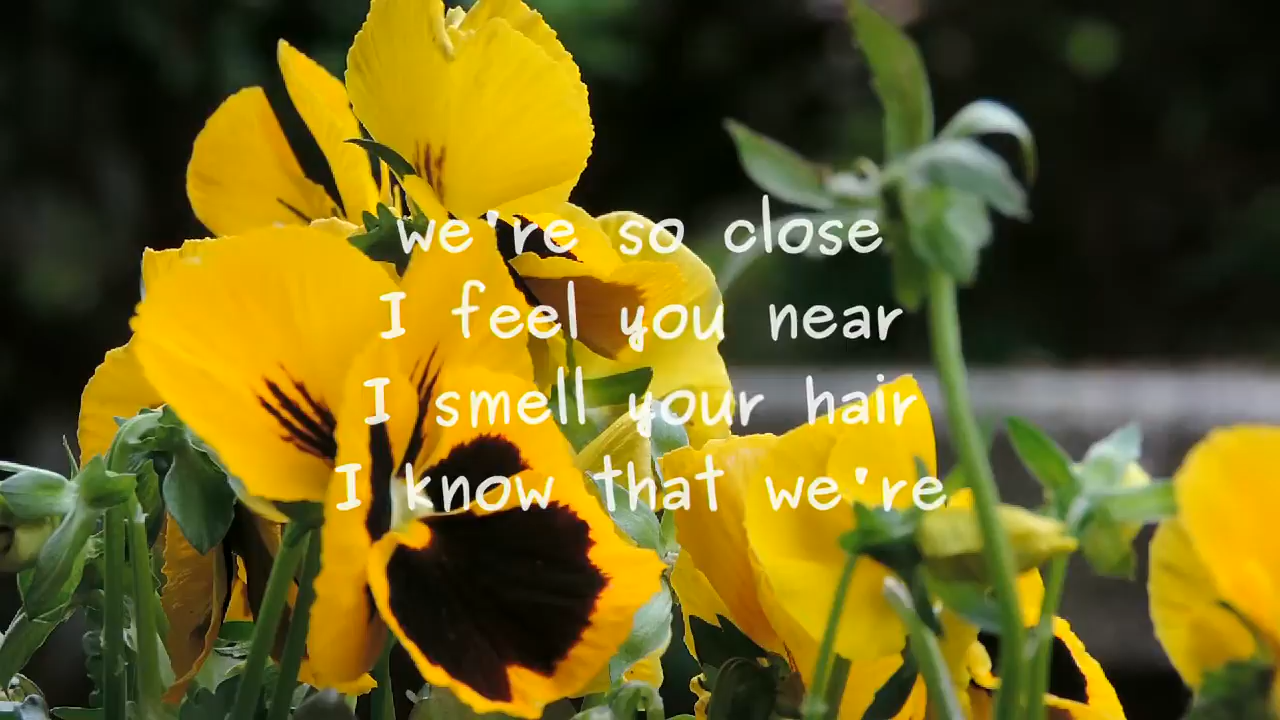 we're so close
I feel you near
I smell your hair
I know that we're